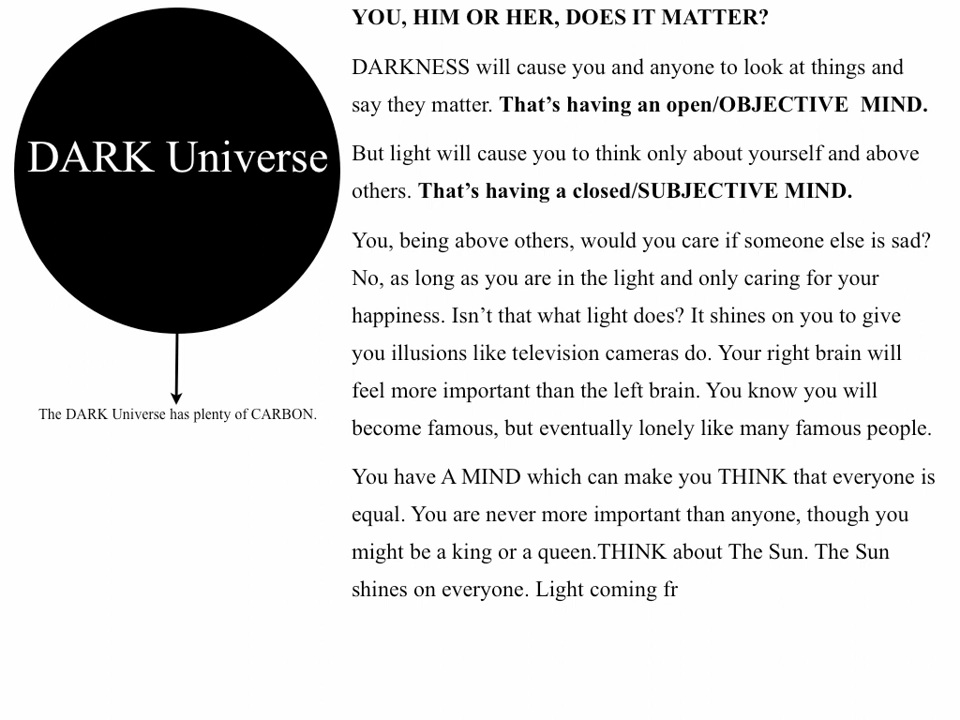 DARK Universe
The DARK Universe has plenty of CARBON.
YOU, HIM OR HER, DOES IT MATTER?
DARKNESS will cause you and anyone to look at things and
say they matter. That’s having an open/OBJECTIVE  MIND.
But light will cause you to think only about yourself and above
others. That’s having a closed/SUBJECTIVE MIND.
You, being above others, would you care if someone else is sad?
No, as long as you are in the light and only caring for your
happiness. Isn’t that what light does? It shines on you to give
you illusions like television cameras do. Your right brain will
feel more important than the left brain. You know you will
become famous, but eventually lonely like many famous people.
You have A MIND which can make you THINK that everyone is
equal. You are never more important than anyone, though you
might be a king or a queen.THINK about The Sun. The Sun
shines on everyone. Light coming fr